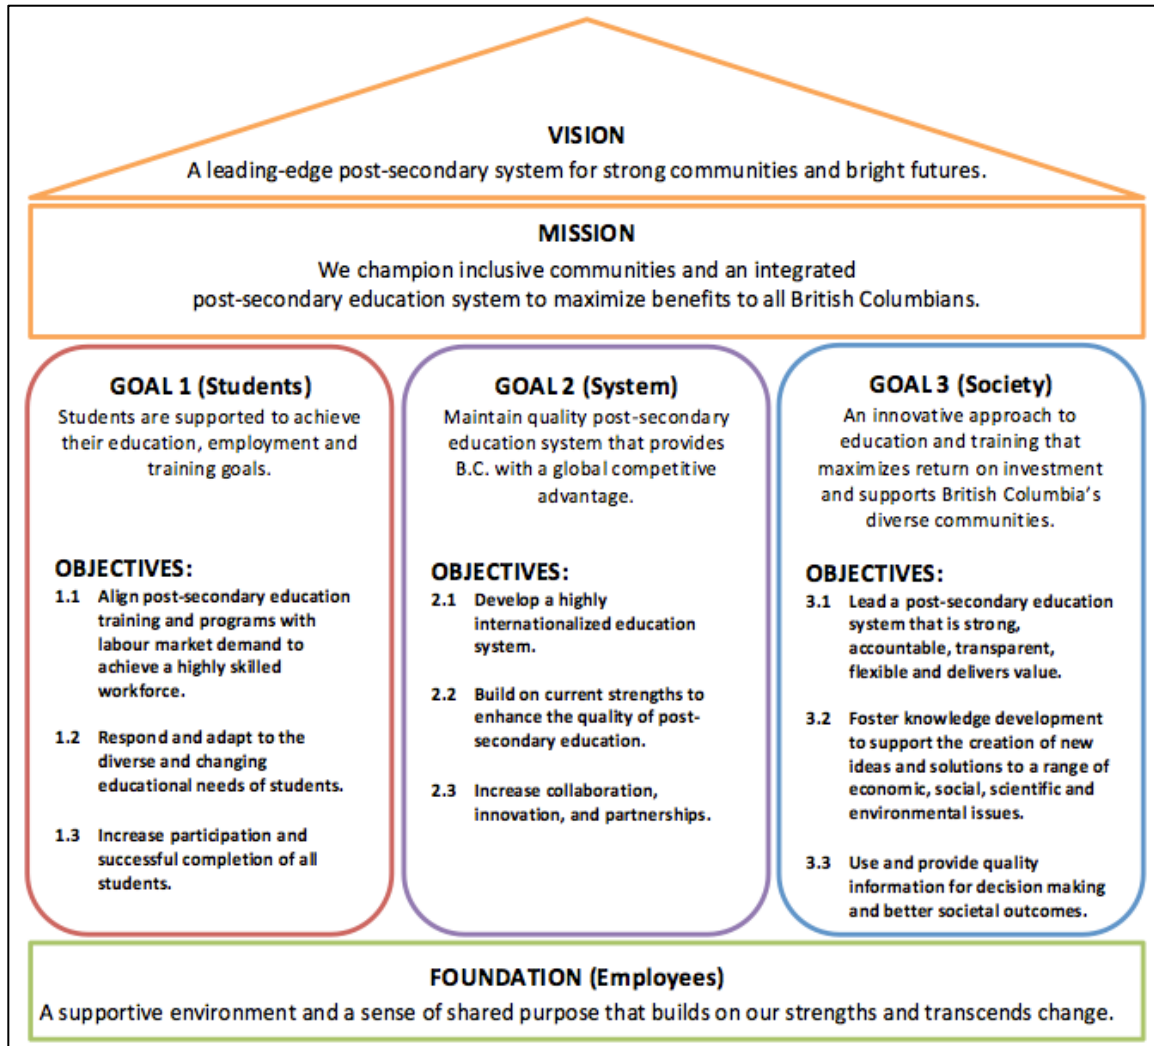 VISION
A leading-edge post-secondary system for strong communities and bright futures.
MISSION
We champion inclusive communities and an integrated
post-secondary education system to maximize benefits to all British Columbians.
GOAL 1 (Students)
Students are supported to achieve
their education, employment and
training goals.
OBJECTIVES:
1.1 Align post-secondary education
training and programs with
labour market demand to
achieve a highly skilled
workforce.
1.2 Respond and adapt to the
diverse and changing
educational needs of students.
1.3 Increase participation and
successful completion of all
students.
GOAL 2 (System)
Maintain quality post-secondary
education system that provides
B.C. with a global competitive
advantage.
OBJECTIVES:
2.1 Develop a highly
internationalized education
system.
2.2 Build on current strengths to
enhance the quality of post-
secondary education.
2.3 Increase collaboration,
innovation, and partnerships.
GOAL 3 (Society)
An innovative approach to
education and training that
maximizes return on investment
and supports British Columbia's
diverse communities.
OBJECTIVES:
3.1 Lead a post-secondary education
system that is strong,
accountable, transparent,
flexible and delivers value.
3.2 Foster knowledge development
to support the creation of new
ideas and solutions to a range of
economic, social, scientific and
environmental issues.
3.3 Use and provide quality
information for decision making
and better societal outcomes.
FOUNDATION (Employees)
A supportive environment and a sense of shared purpose that builds on our strengths and transcends change.